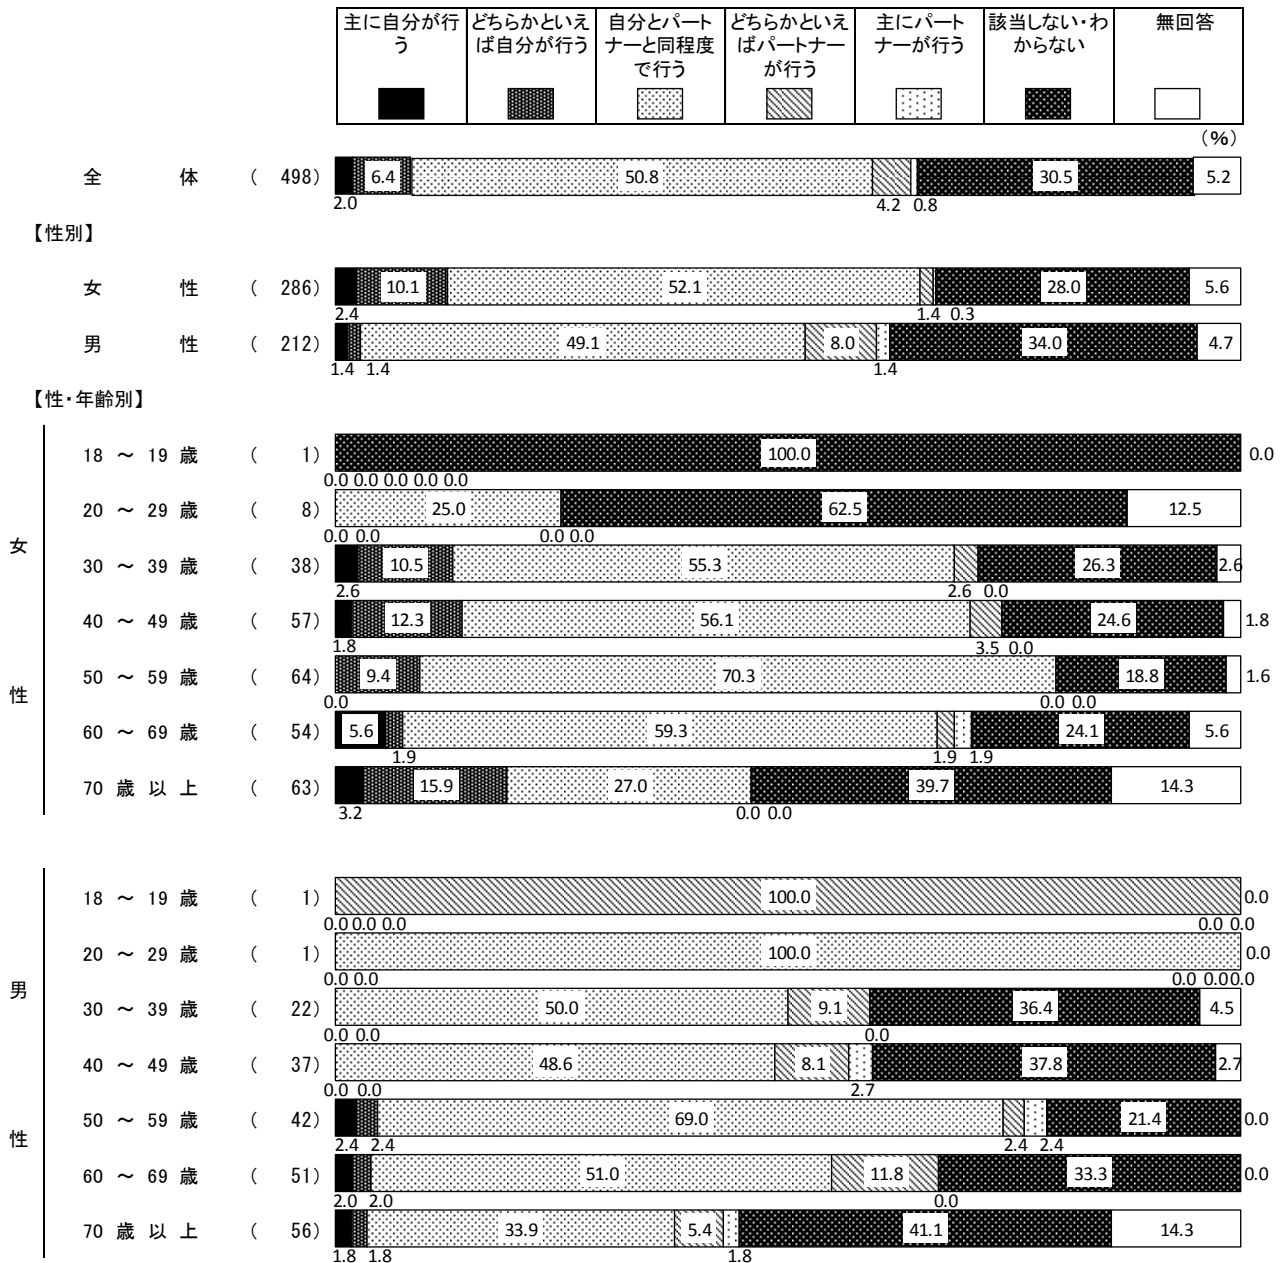 主に自分が行う
どちらかといえば自分が行う
自分とパートナーと同程度で行う
どちらかといえばパートナーが行う
主にパートナーが行う
該当しない・わからない
無回答
(%)
全 体 ( 498) 6.4 50.8 30.5 5.2
2.0 4.2 0.8
【性別】
女 性 ( 286) 10.1 52.1 28.0 5.6
2.4 1.4 0.3
男 性 ( 212) 49.1 8.0 34.0 4.7
1.4 1.4 1.4
【性・年齢別】
女性
18 ~ 19 歳 ( 1) 100.0 0.0
0.0 0.0 0.0 0.0 0.0
20 ~ 29 歳 ( 8) 25.0 62.5 12.5
0.0 0.0 0.0 0.0
30 ~ 39 歳 ( 38) 10.5 55.3 26.3 2.6
2.6 2.6 0.0
40 ~ 49 歳 ( 57) 12.3 56.1 24.6 1.8
1.8 3.5 0.0
50 ~ 59 歳 ( 64) 9.4 70.3 18.8 1.6
0.0 0.0 0.0
60 ~ 69 歳 ( 54) 5.6 59.3 24.1 5.6
1.9 1.9 1.9
70 歳 以 上 ( 63) 15.9 27.0 39.7 14.3
3.2 0.0 0.0
男性
18 ~ 19 歳 ( 1) 100.0 0.0
0.0 0.0 0.0 0.0 0.0
20 ~ 29 歳 ( 1) 100.0 0.0
0.0 0.0 0.0 0.0 0.0
30 ~ 39 歳 ( 22) 50.0 9.1 36.4 4.5
0.0 0.0 0.0
40 ~ 49 歳 ( 37) 48.6 8.1 37.8 2.7
0.0 0.0 2.7
50 ~ 59 歳 ( 42) 69.0 21.4 0.0
2.4 2.4 2.4 2.4
60 ~ 69 歳 ( 51) 51.0 11.8 33.3 0.0
2.0 2.0 0.0
70 歳 以 上 ( 56) 33.9 5.4 41.1 14.3
1.8 1.8 1.8